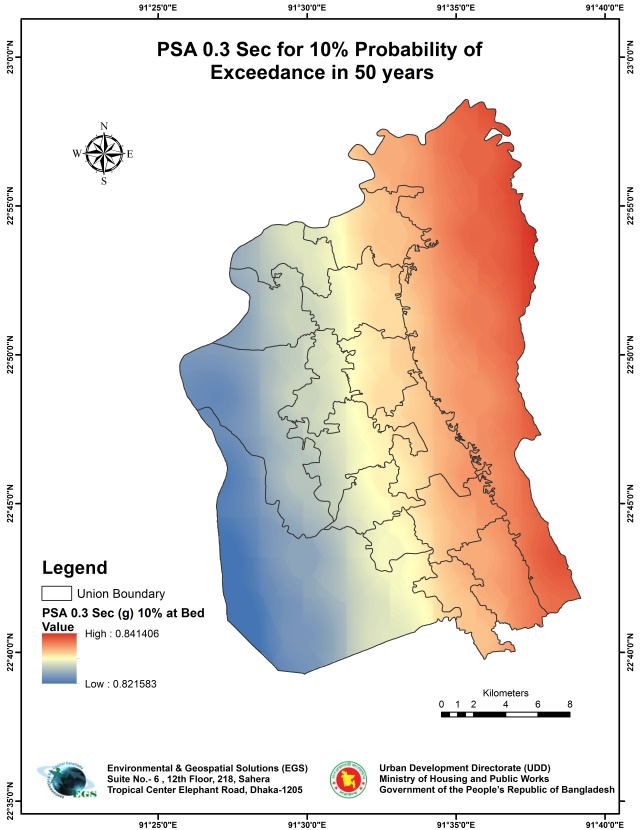 91°25'0"E 91°30'0"E 91°35'0"E 91°40'0"E
PSA 0.3 Sec for 10% Probability of
Exceedance in 50 years
23°0'0"N 23°0'0"N
N
W E
S
22°55'0"N 22°55'0"N
22°50'0"N 22°50'0"N
22°45'0"N 22°45'0"N
Legend
Union Boundary
PSA 0.3 Sec (g) 10% at Bed
Value
High : 0.841406
Low : 0.821583
22°40'0"N 22°40'0"N
Kilometers
0 1 2 4 6 8
EGS
Environmental & Geospatial Solutions (EGS)
Suite No.- 6 , 12th Floor, 218, Sahera
Tropical Center Elephant Road, Dhaka-1205
Urban Development Directorate (UDD)
Ministry of Housing and Public Works
Government of the People's Republic of Bangladesh
22°35'0"N 22°35'0"N
91°25'0"E 91°30'0"E 91°35'0"E 91°40'0"E